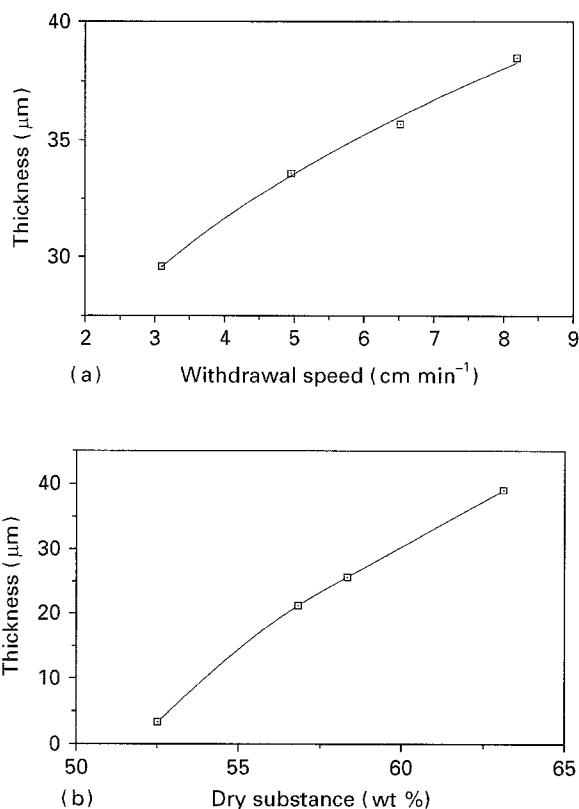 40
35
30
Thickness (μm)
2 3 4 5 6 7 8 9
(a) Withdrawal speed (cm min⁻¹)
40
30
20
10
0
Thickness (μm)
50 55 60 65
(b) Dry substance (wt %)